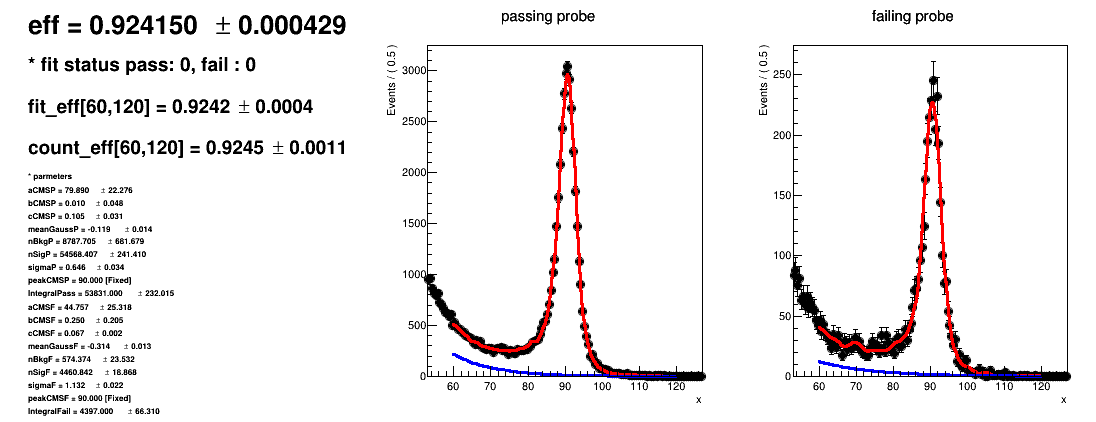 eff = 0.924150 ± 0.000429
* fit status pass: 0, fail : 0
fit_eff[60,120] = 0.9242 ± 0.0004
count_eff[60,120] = 0.9245 ± 0.0011
* parmeters
aCMSP = 79.890 ± 22.276
bCMSP = 0.010 ± 0.048
cCMSP = 0.105 ± 0.031
meanGaussP = -0.119 ± 0.014
nBkgP = 8787.705 ± 681.679
nSigP = 54568.407 ± 241.410
sigmaP = 0.646 ± 0.034
peakCMSP = 90.000 [Fixed]
IntegralPass = 53831.000 ± 232.015
aCMSF = 44.757 ± 25.318
bCMSF = 0.250 ± 0.205
cCMSF = 0.067 ± 0.002
meanGaussF = -0.314 ± 0.013
nBkgF = 574.374 ± 23.532
nSigF = 4460.842 ± 18.868
sigmaF = 1.132 ± 0.022
peakCMSF = 90.000 [Fixed]
IntegralFail = 4397.000 ± 66.310
passing probe
Events / ( 0.5 )
3000
2500
2000
1500
1000
500
0
60 70 80 90 100 110 120
x
failing probe
Events / ( 0.5 )
250
200
150
100
50
0
60 70 80 90 100 110 120
x